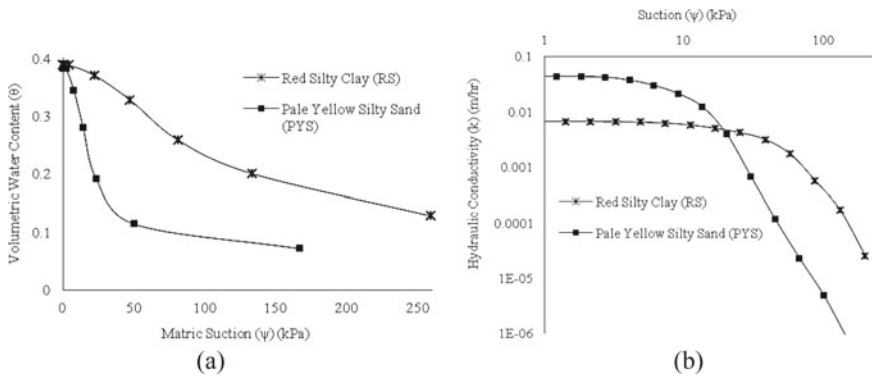 0.4
0.3
0.2
0.1
0
0 50 100 150 200 250
Volumetric Water Content (θ)
Matric Suction (ψ) (kPa)
Red Silty Clay (RS)
Pale Yellow Silty Sand
(PYS)
(a)
Suction (ψ) (kPa)
1 10 100
0.1
0.01
0.001
0.0001
1E-05
1E-06
Hydraulic Conductivity (k) (m/hr)
Red Silty Clay (RS)
Pale Yellow Silty Sand (PYS)
(b)